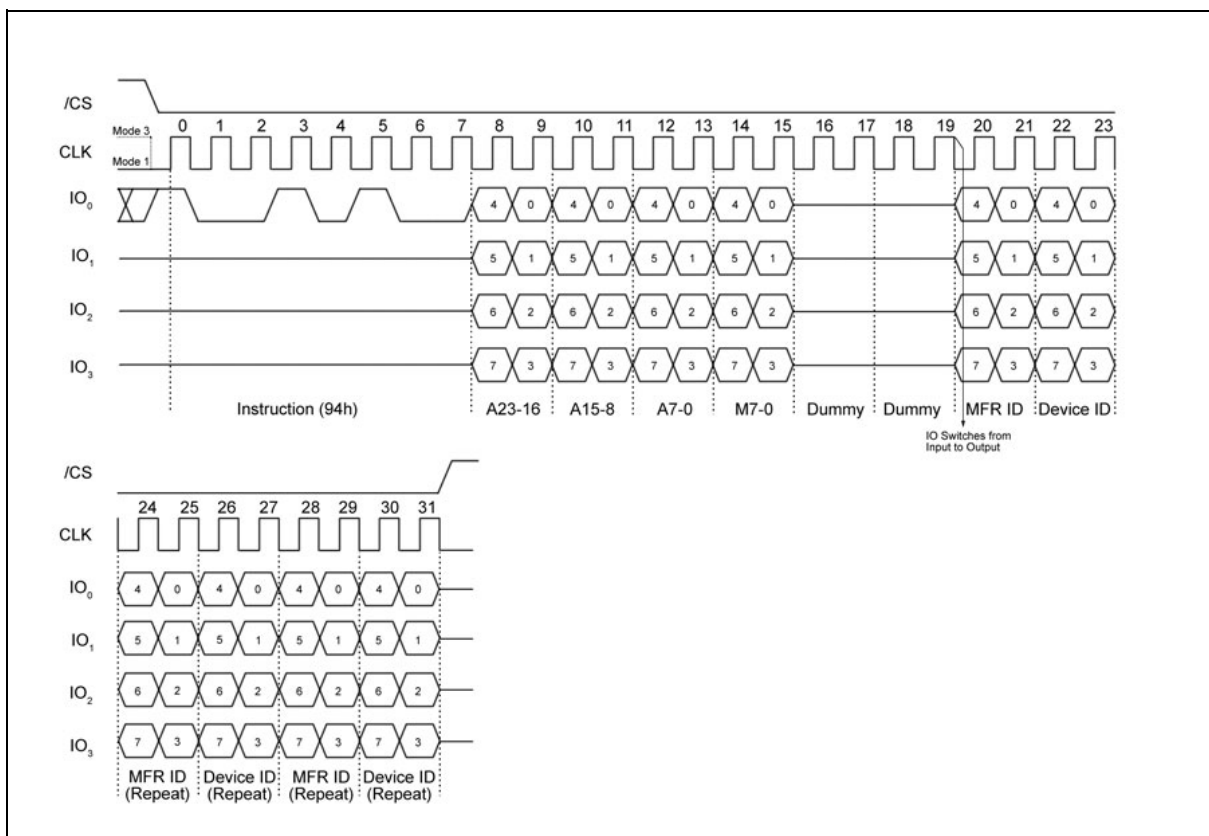 /CS
Mode 3 0 1 2 3 4 5 6 7 8 9 10 11 12 13 14 15 16 17 18 19 20 21 22 23
CLK
Mode 1
IO0 4 0 4 0 4 0 4 0 4 0 4 0
IO1 5 1 5 1 5 1 5 1 5 1 5 1
IO2 6 2 6 2 6 2 6 2 6 2 6 2
IO3 7 3 7 3 7 3 7 3 7 3 7 3
Instruction (94h) A23-16 A15-8 A7-0 M7-0 Dummy Dummy MFR ID Device ID
IO Switches from
Input to Output
/CS
24 25 26 27 28 29 30 31
CLK
IO0 4 0 4 0 4 0 4 0
IO1 5 1 5 1 5 1 5 1
IO2 6 2 6 2 6 2 6 2
IO3 7 3 7 3 7 3 7 3
MFR ID Device ID MFR ID Device ID
(Repeat) (Repeat) (Repeat) (Repeat)